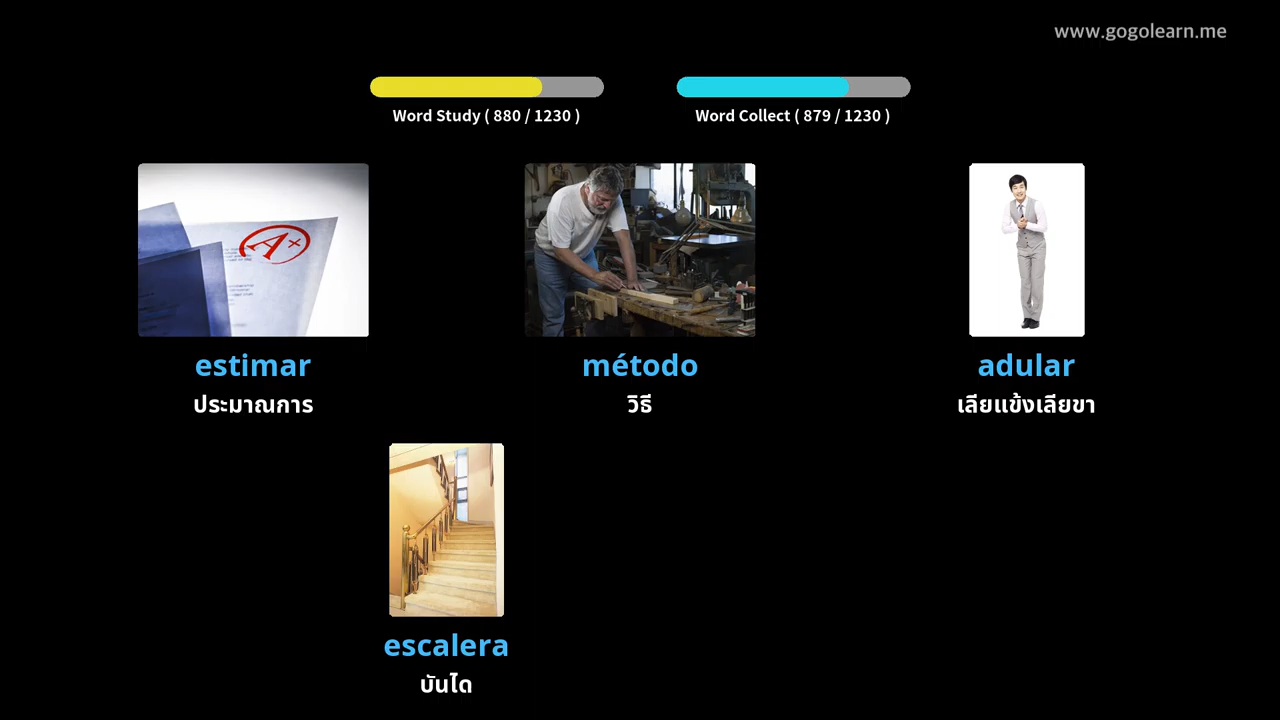 www.gogolearn.me
Word Study ( 880 / 1230 )
Word Collect ( 879 / 1230 )
A+
estimar
método
adular
ประมาณการ
วิธี
เลียแข้งเลียขา
escalera
บันได